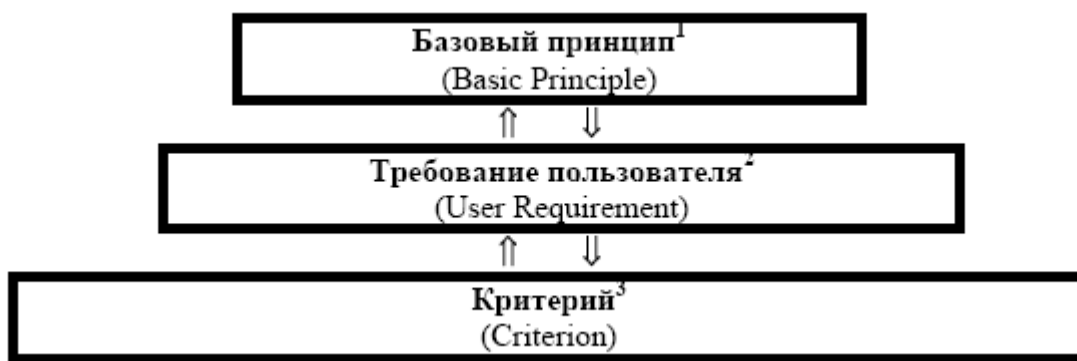 Базовый принцип¹
(Basic Principle)
⇑ ⇓
Требование пользователя²
(User Requirement)
⇑ ⇓
Критерий³
(Criterion)